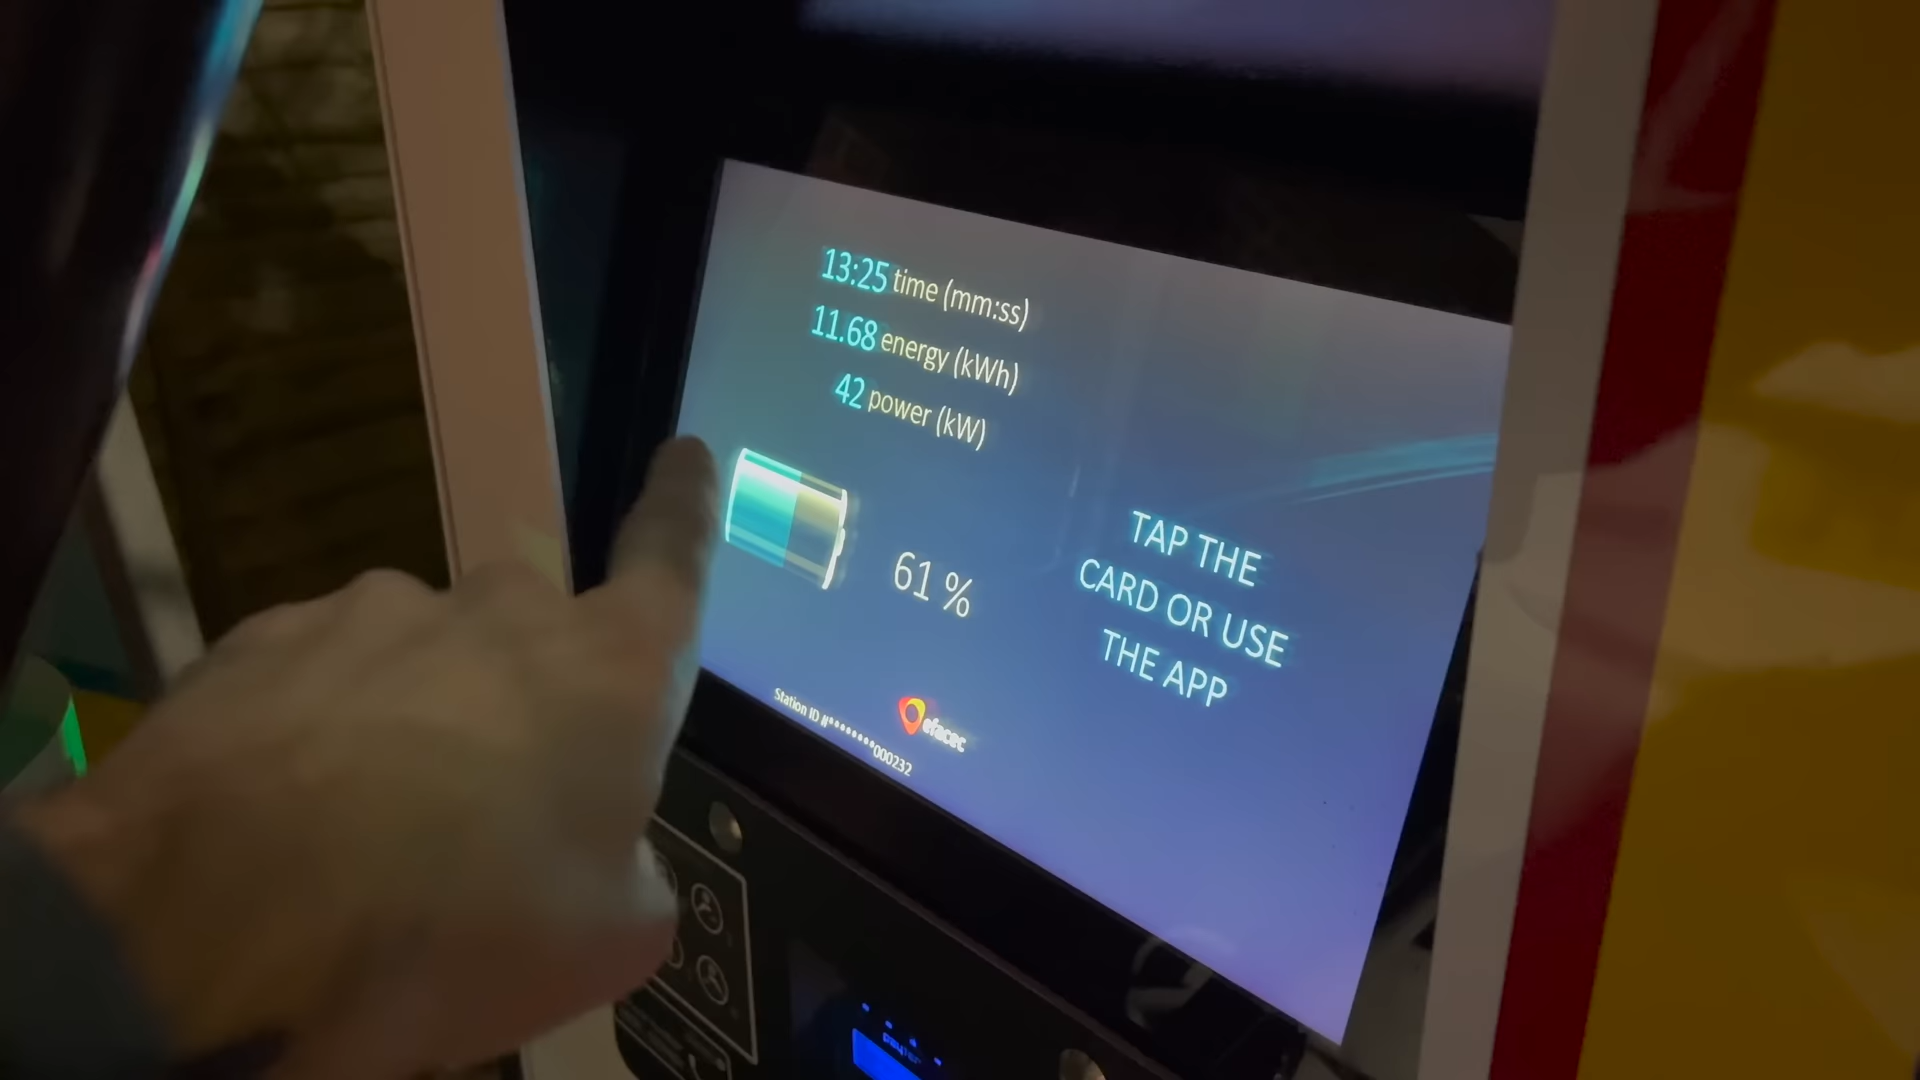 13:25 time (mm:ss)
11.68 energy (kWh)
42 power (kW)
61 %
TAP THE
CARD OR USE
THE APP
efacec
Station ID #********000232